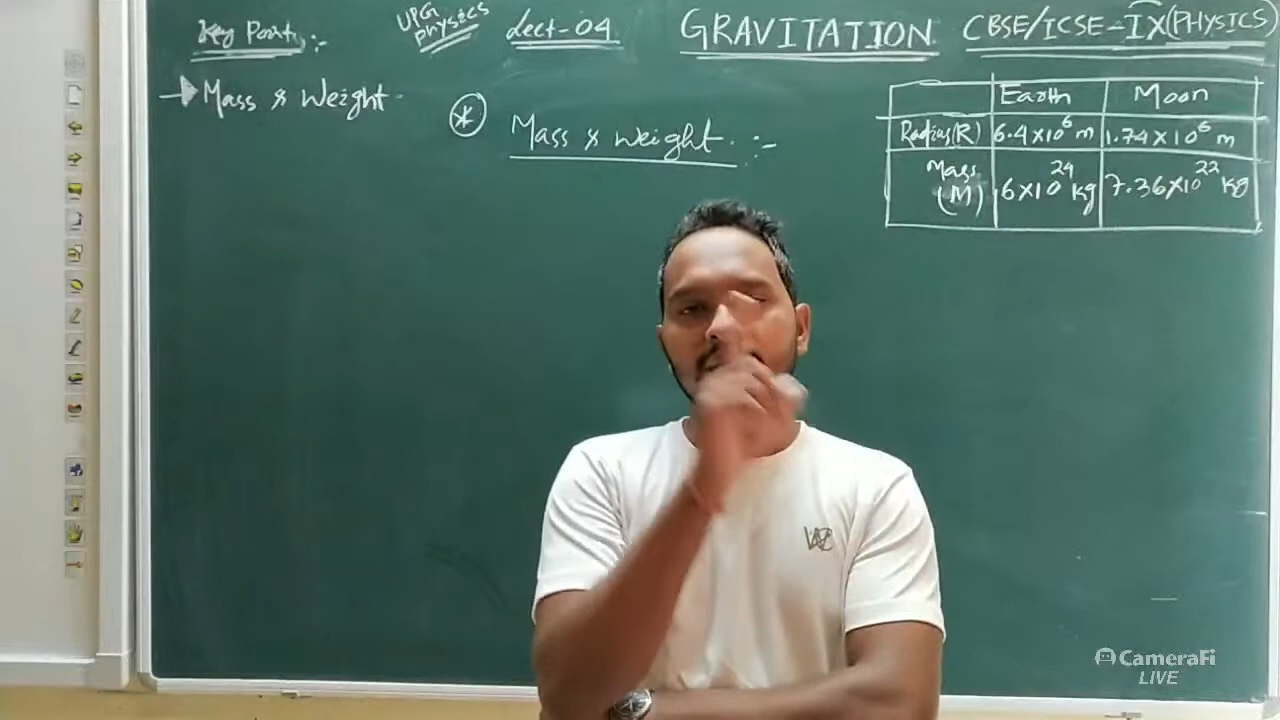 Key Point :-
UPG Physics
Lect-04
GRAVITATION
CBSE/ICSE-IX(PHYSICS)
→ Mass & Weight
* Mass & weight :-
Earth Moon
Radius(R) 6.4×10⁶ m 1.74×10⁶ m
Mass (M) 6×10²⁴ kg 7.36×10²² kg
CameraFi
LIVE